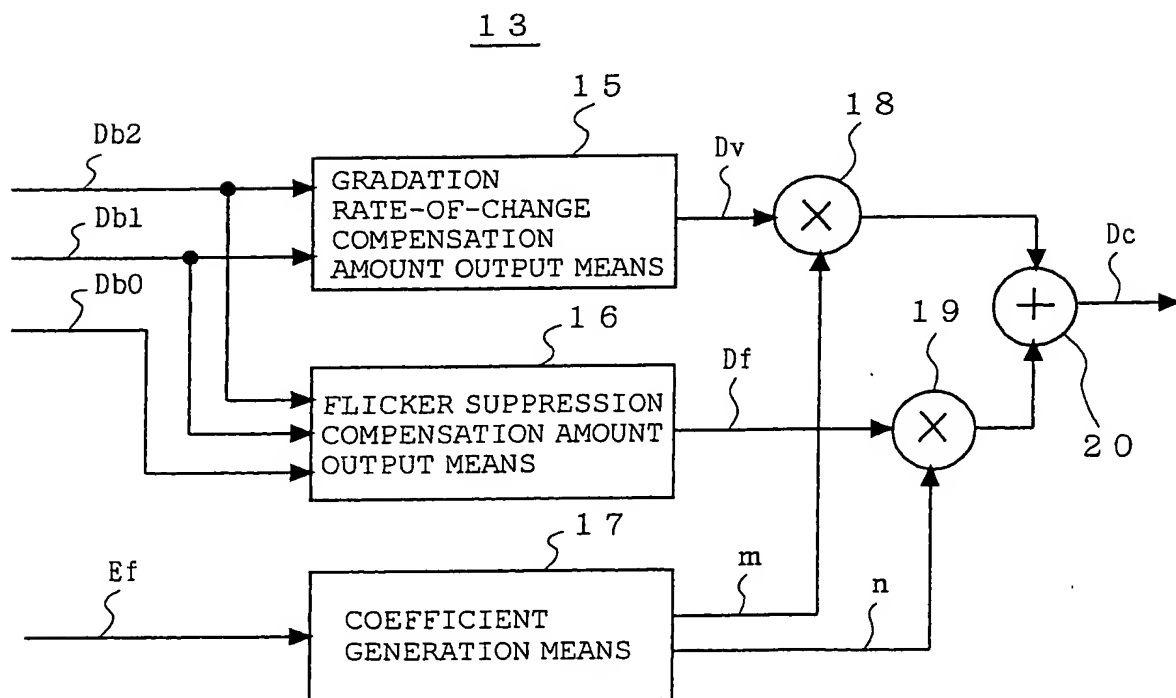 13
15
18
Db2
Dv
GRADATION
RATE-OF-CHANGE
COMPENSATION
AMOUNT OUTPUT MEANS
Db1
Db0
Dc
16
19
Df
FLICKER SUPPRESSION
COMPENSATION AMOUNT
OUTPUT MEANS
20
17
Ef
m
n
COEFFICIENT
GENERATION MEANS